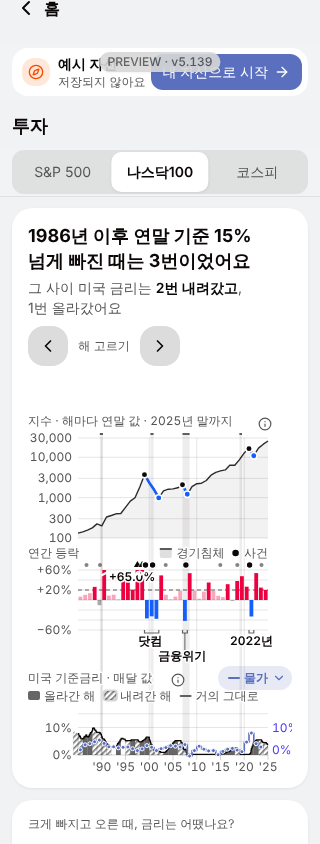 홈
예시 자
PREVIEW · v5.139
저장되지 않아요
내 자산으로 시작
투자
S&P 500
나스닥100
코스피
1986년 이후 연말 기준 15%
넘게 빠진 때는 3번이었어요
그 사이 미국 금리는 2번 내려갔고,
1번 올라갔어요
해 고르기
지수 · 해마다 연말 값 · 2025년 말까지
30,000
10,000
3,000
1,000
300
100
연간 등락
경기침체
사건
+60%
+65.0%
+20%
−60%
닷컴
2022년
금융위기
미국 기준금리 · 매달 값
물가
올라간 해
내려간 해
거의 그대로
10%
10%
0%
0%
'90 '95 '00 '05 '10 '15 '20 '25
크게 빠지고 오른 때, 금리는 어땠나요?